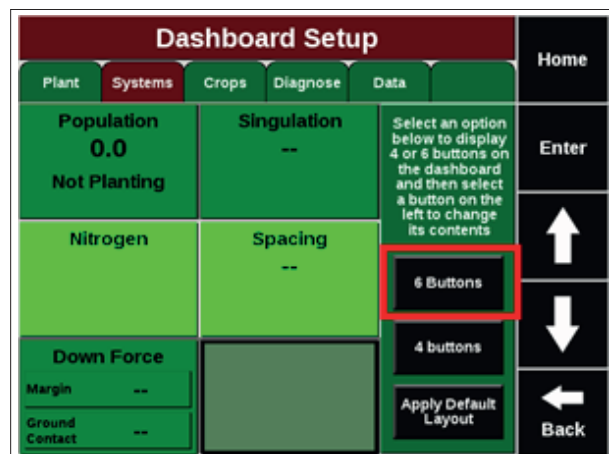 Dashboard Setup
Home
Plant
Systems
Crops
Diagnose
Data
Population
0.0
Not Planting
Singulation
--
Select an option
below to display
4 or 6 buttons on
the dashboard
and then select
a button on the
left to change
its contents
Enter
Nitrogen
Spacing
--
6 Buttons
4 buttons
Down Force
Margin --
Ground
Contact --
Apply Default
Layout
Back